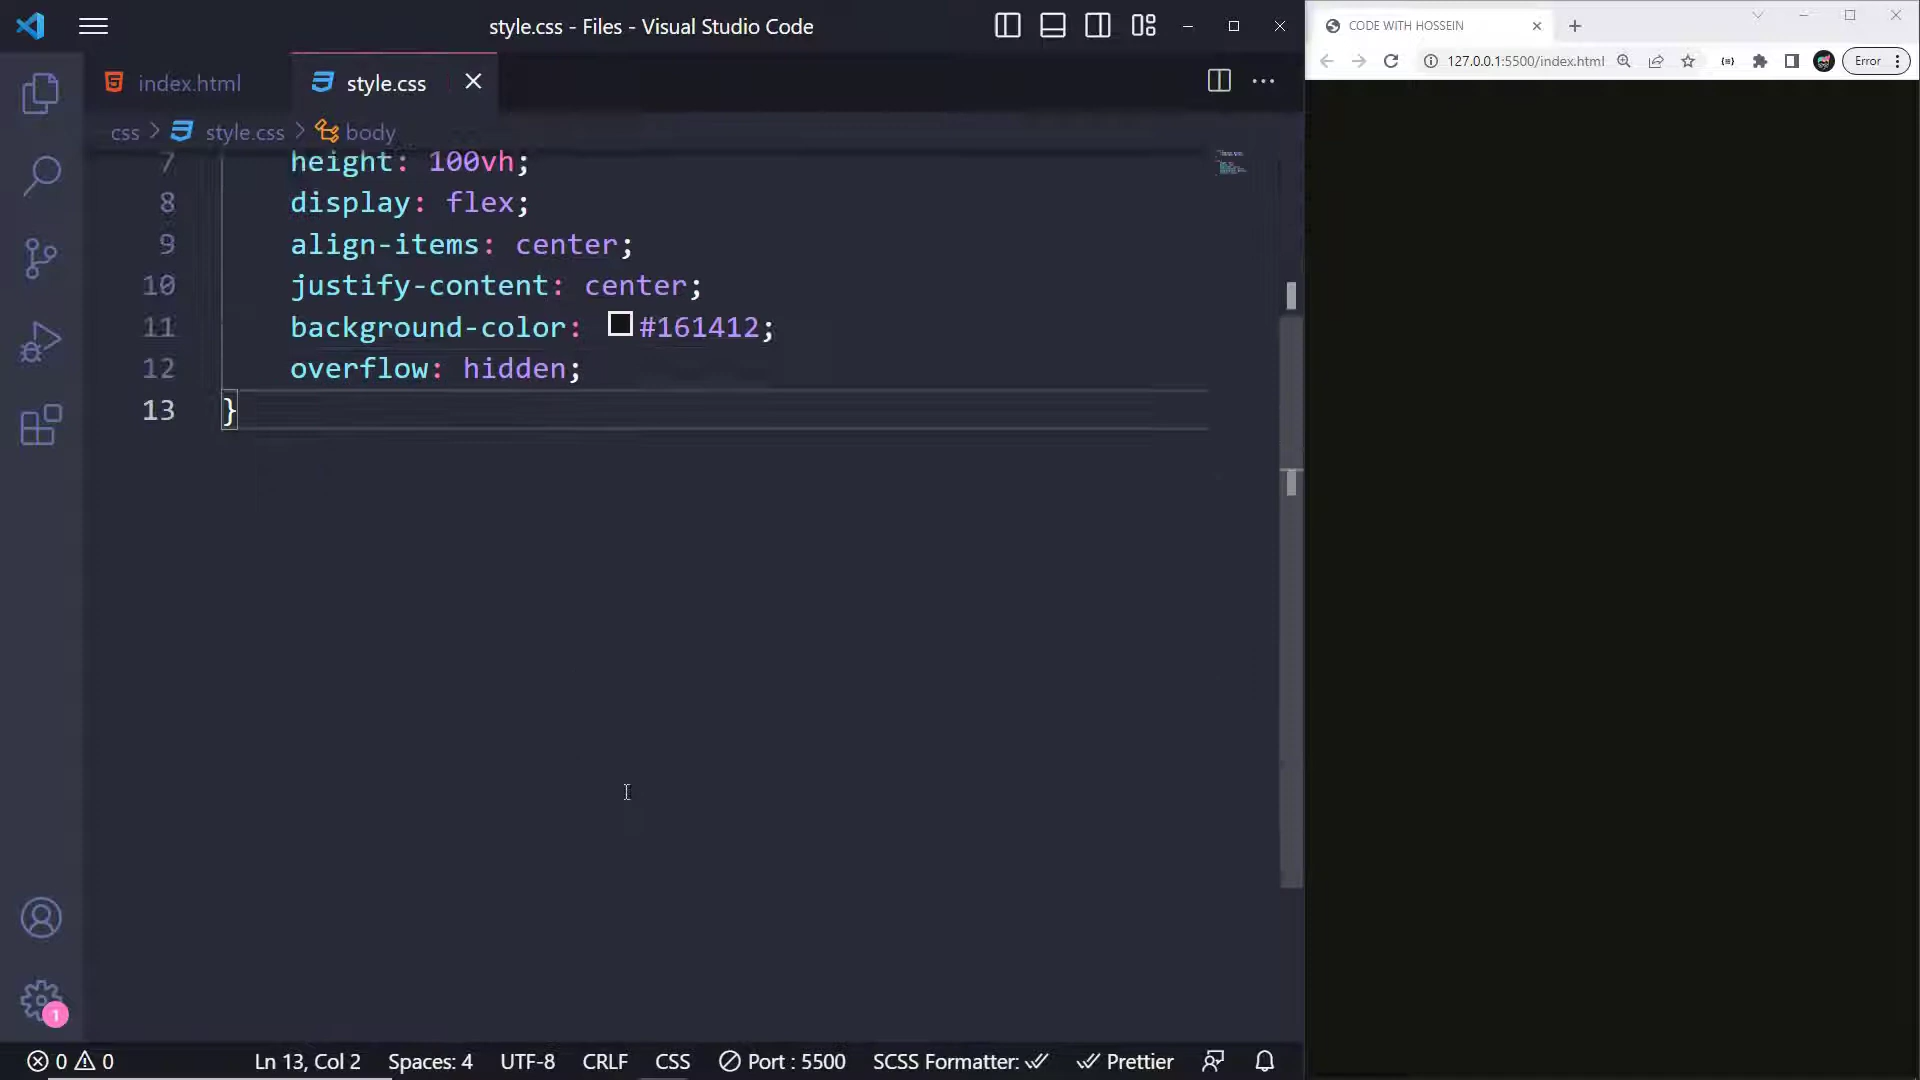 style.css - Files - Visual Studio Code
index.html
style.css
css > style.css > body
7 height: 100vh;
8 display: flex;
9 align-items: center;
10 justify-content: center;
11 background-color: #161412;
12 overflow: hidden;
13 }
1
0 0
Ln 13, Col 2
Spaces: 4
UTF-8
CRLF
CSS
Port : 5500
SCSS Formatter:
Prettier
CODE WITH HOSSEIN
127.0.0.1:5500/index.html
Error